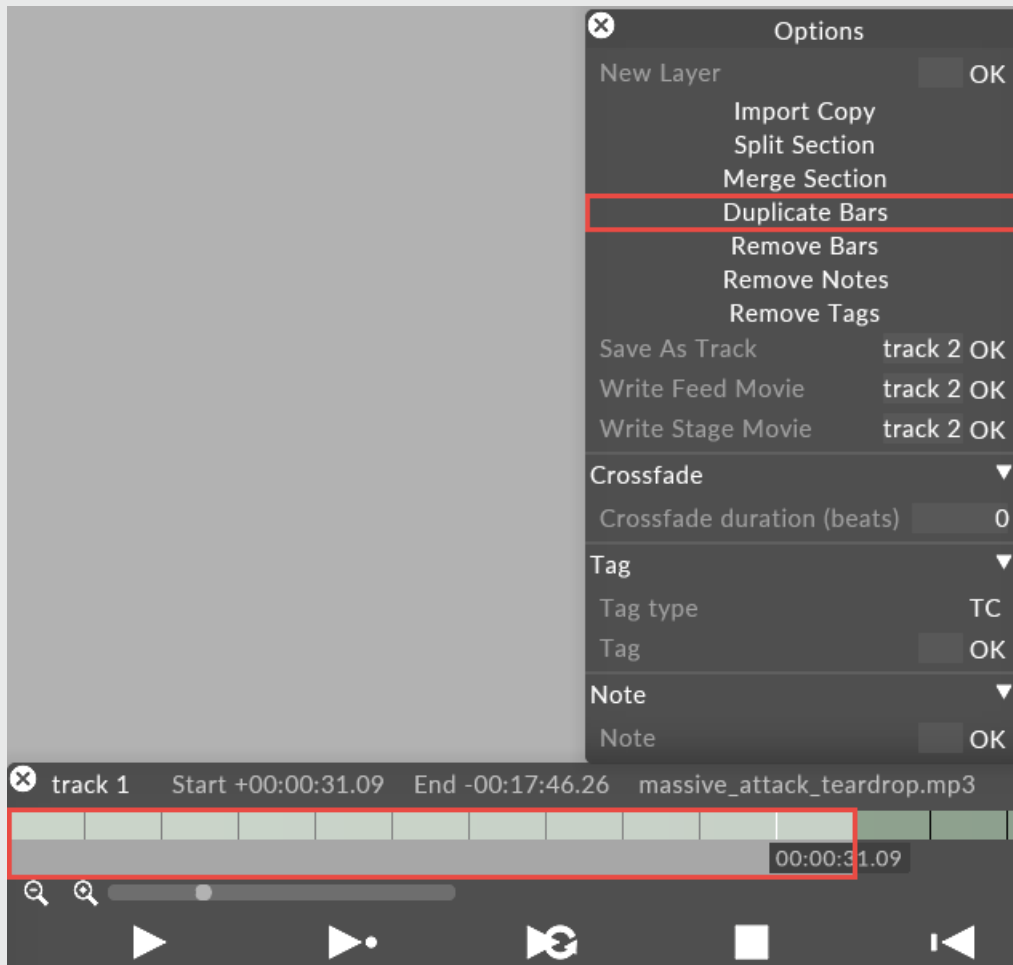 Options
New Layer OK
Import Copy
Split Section
Merge Section
Duplicate Bars
Remove Bars
Remove Notes
Remove Tags
Save As Track track 2 OK
Write Feed Movie track 2 OK
Write Stage Movie track 2 OK
Crossfade
Crossfade duration (beats) 0
Tag
Tag type TC
Tag OK
Note
Note OK
track 1 Start +00:00:31.09 End -00:17:46.26 massive_attack_teardrop.mp3
00:00:31.09